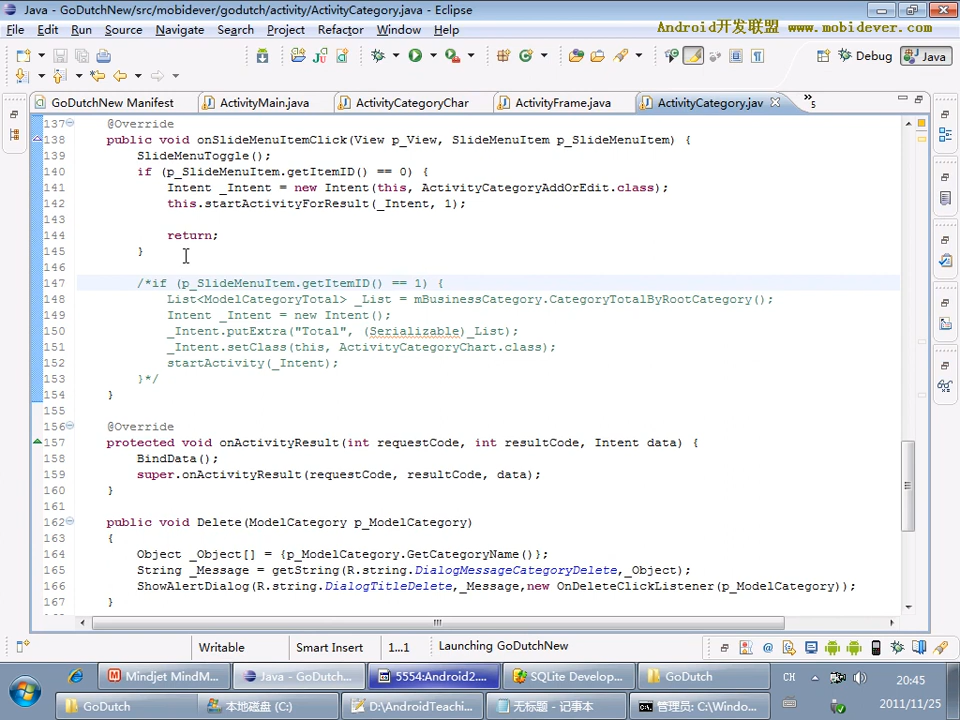 Java - GoDutchNew/src/mobidever/godutch/activity/ActivityCategory.java - Eclipse
File Edit Run Source Navigate Search Project Refactor Window Help
Android开发联盟 www.mobidever.com
Debug Java
GoDutchNew Manifest ActivityMain.java ActivityCategoryChar ActivityFrame.java ActivityCategory.jav »5
137 @Override
138 public void onSlideMenuItemClick(View p_View, SlideMenuItem p_SlideMenuItem) {
139 SlideMenuToggle();
140 if (p_SlideMenuItem.getItemID() == 0) {
141 Intent _Intent = new Intent(this, ActivityCategoryAddOrEdit.class);
142 this.startActivityForResult(_Intent, 1);
143
144 return;
145 }
146
147 /*if (p_SlideMenuItem.getItemID() == 1) {
148 List<ModelCategoryTotal> _List = mBusinessCategory.CategoryTotalByRootCategory();
149 Intent _Intent = new Intent();
150 _Intent.putExtra("Total", (Serializable)_List);
151 _Intent.setClass(this, ActivityCategoryChart.class);
152 startActivity(_Intent);
153 }*/
154 }
155
156 @Override
157 protected void onActivityResult(int requestCode, int resultCode, Intent data) {
158 BindData();
159 super.onActivityResult(requestCode, resultCode, data);
160 }
161
162 public void Delete(ModelCategory p_ModelCategory)
163 {
164 Object _Object[] = {p_ModelCategory.GetCategoryName()};
165 String _Message = getString(R.string.DialogMessageCategoryDelete,_Object);
166 ShowAlertDialog(R.string.DialogTitleDelete,_Message,new OnDeleteClickListener(p_ModelCategory));
167 }
Writable Smart Insert 1...1 Launching GoDutchNew
Mindjet MindM... Java - GoDutch... 5554:Android2.... SQLite Develop... GoDutch CH 20:45
GoDutch 本地磁盘 (C:) D:\AndroidTeachi... 无标题 - 记事本 管理员: C:\Windo... 2011/11/25